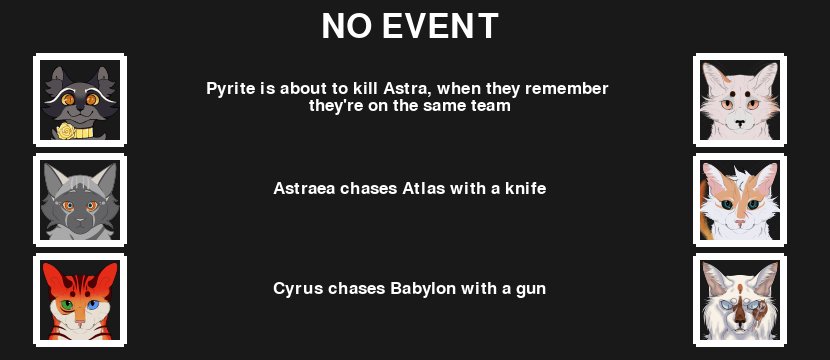 NO EVENT
Pyrite is about to kill Astra, when they remember
they're on the same team
Astraea chases Atlas with a knife
Cyrus chases Babylon with a gun